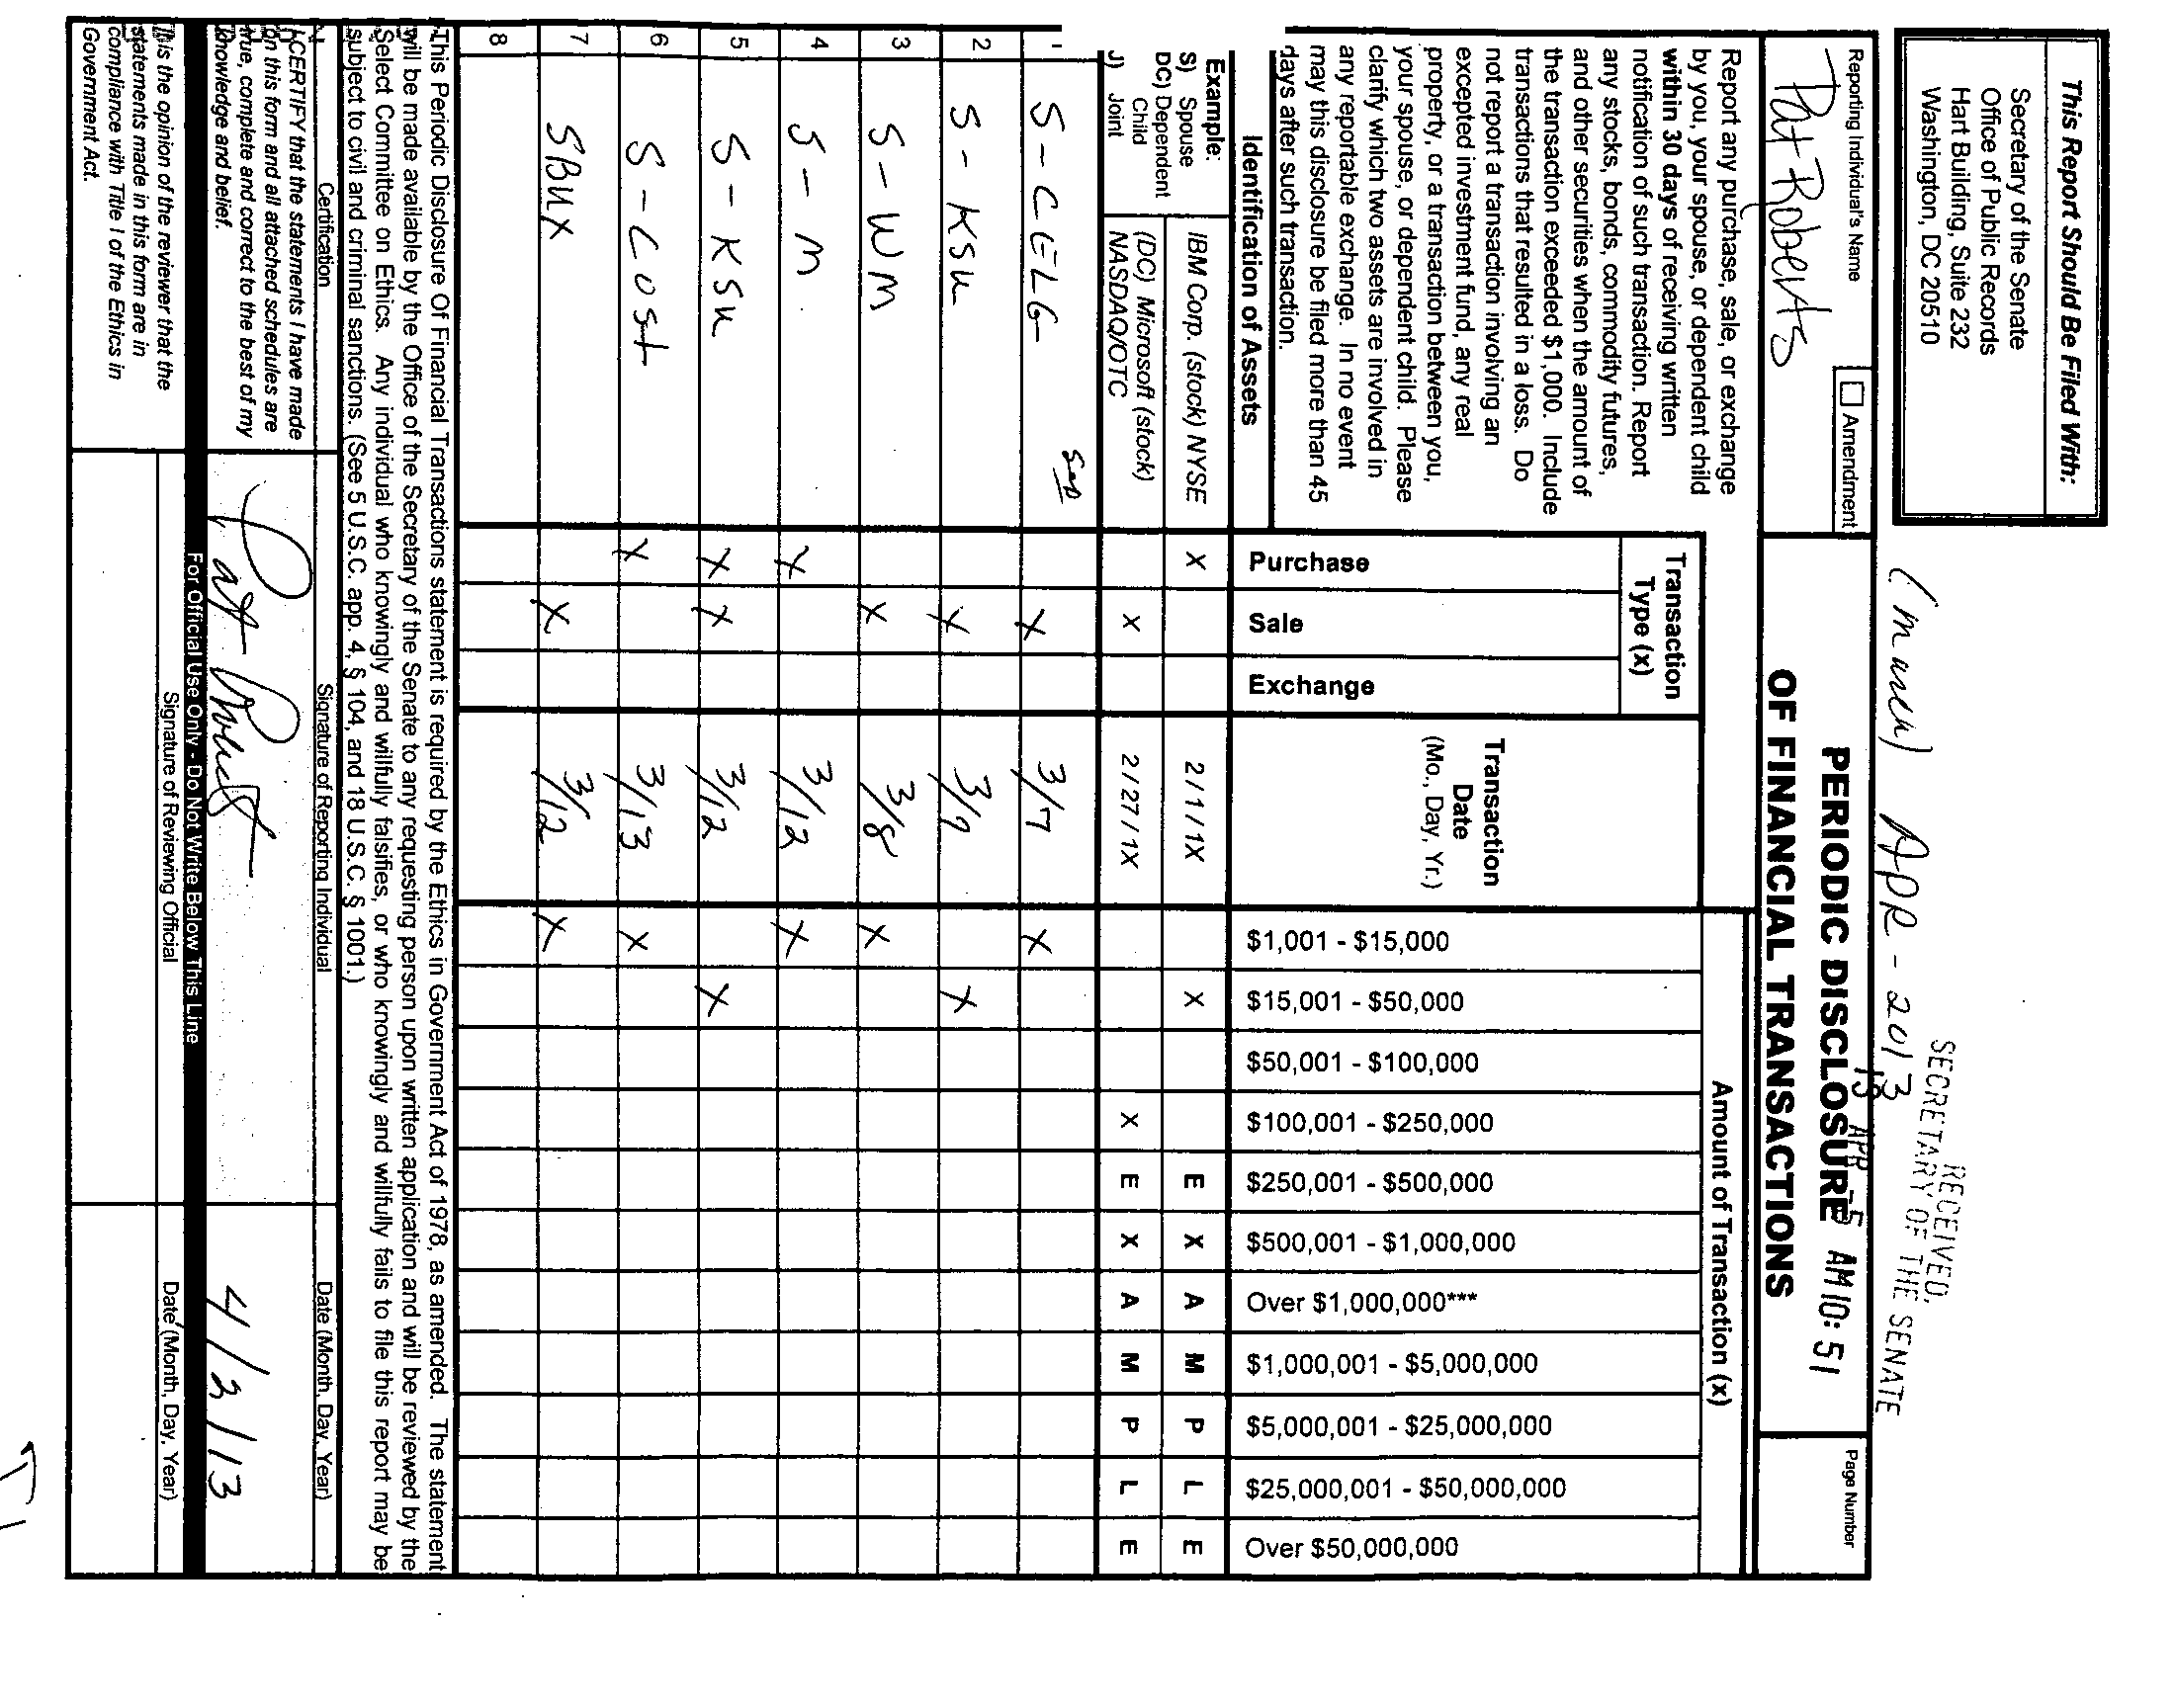 This Report Should Be Filed With:
Secretary of the Senate
Office of Public Records
Hart Building, Suite 232
Washington, DC 20510
(March) Apr - 2013
RECEIVED,
SECRETARY OF THE SENATE
13 APR -5 AM 10:51
Reporting Individual's Name
Pat Roberts
Amendment
PERIODIC DISCLOSURE
OF FINANCIAL TRANSACTIONS
Page Number
Report any purchase, sale, or exchange
by you, your spouse, or dependent child
within 30 days of receiving written
notification of such transaction. Report
any stocks, bonds, commodity futures,
and other securities when the amount of
the transaction exceeded $1,000. Include
transactions that resulted in a loss. Do
not report a transaction involving an
excepted investment fund, any real
property, or a transaction between you,
your spouse, or dependent child. Please
clarify which two assets are involved in
any reportable exchange. In no event
may this disclosure be filed more than 45
days after such transaction.
Identification of Assets
Transaction
Type (x)
Purchase
Sale
Exchange
Transaction
Date
(Mo., Day, Yr.)
Amount of Transaction (x)
$1,001 - $15,000
$15,001 - $50,000
$50,001 - $100,000
$100,001 - $250,000
$250,001 - $500,000
$500,001 - $1,000,000
Over $1,000,000***
$1,000,001 - $5,000,000
$5,000,001 - $25,000,000
$25,000,001 - $50,000,000
Over $50,000,000
Example:
S) Spouse
DC) Dependent
Child
J) Joint
IBM Corp. (stock) NYSE X 2/1/1X X E X A M P L E
(DC) Microsoft (stock)
NASDAQ/OTC X 2/27/1X X E X A M P L E
1 S - CELG X 3/7 X
2 S - KSU X 3/9 X
3 S - WM X 3/8 X
4 S - M X 3/12 X
5 S - KSU X X 3/12 X
6 S - Cost X 3/13 X
7 SBUX X 3/12 X
8
This Periodic Disclosure Of Financial Transactions statement is required by the Ethics in Government Act of 1978, as amended. The statement
will be made available by the Office of the Secretary of the Senate to any requesting person upon written application and will be reviewed by the
Select Committee on Ethics. Any individual who knowingly and willfully falsifies, or who knowingly and willfully fails to file this report may be
subject to civil and criminal sanctions. (See 5 U.S.C. app. 4, § 104, and 18 U.S.C. § 1001.)
Certification
Signature of Reporting Individual
Date (Month, Day, Year)
I CERTIFY that the statements I have made
on this form and all attached schedules are
true, complete and correct to the best of my
knowledge and belief.
Pat Roberts
4/2/13
For Official Use Only - Do Not Write Below This Line
It is the opinion of the reviewer that the
statements made in this form are in
compliance with Title I of the Ethics in
Government Act.
Signature of Reviewing Official
Date (Month, Day, Year)